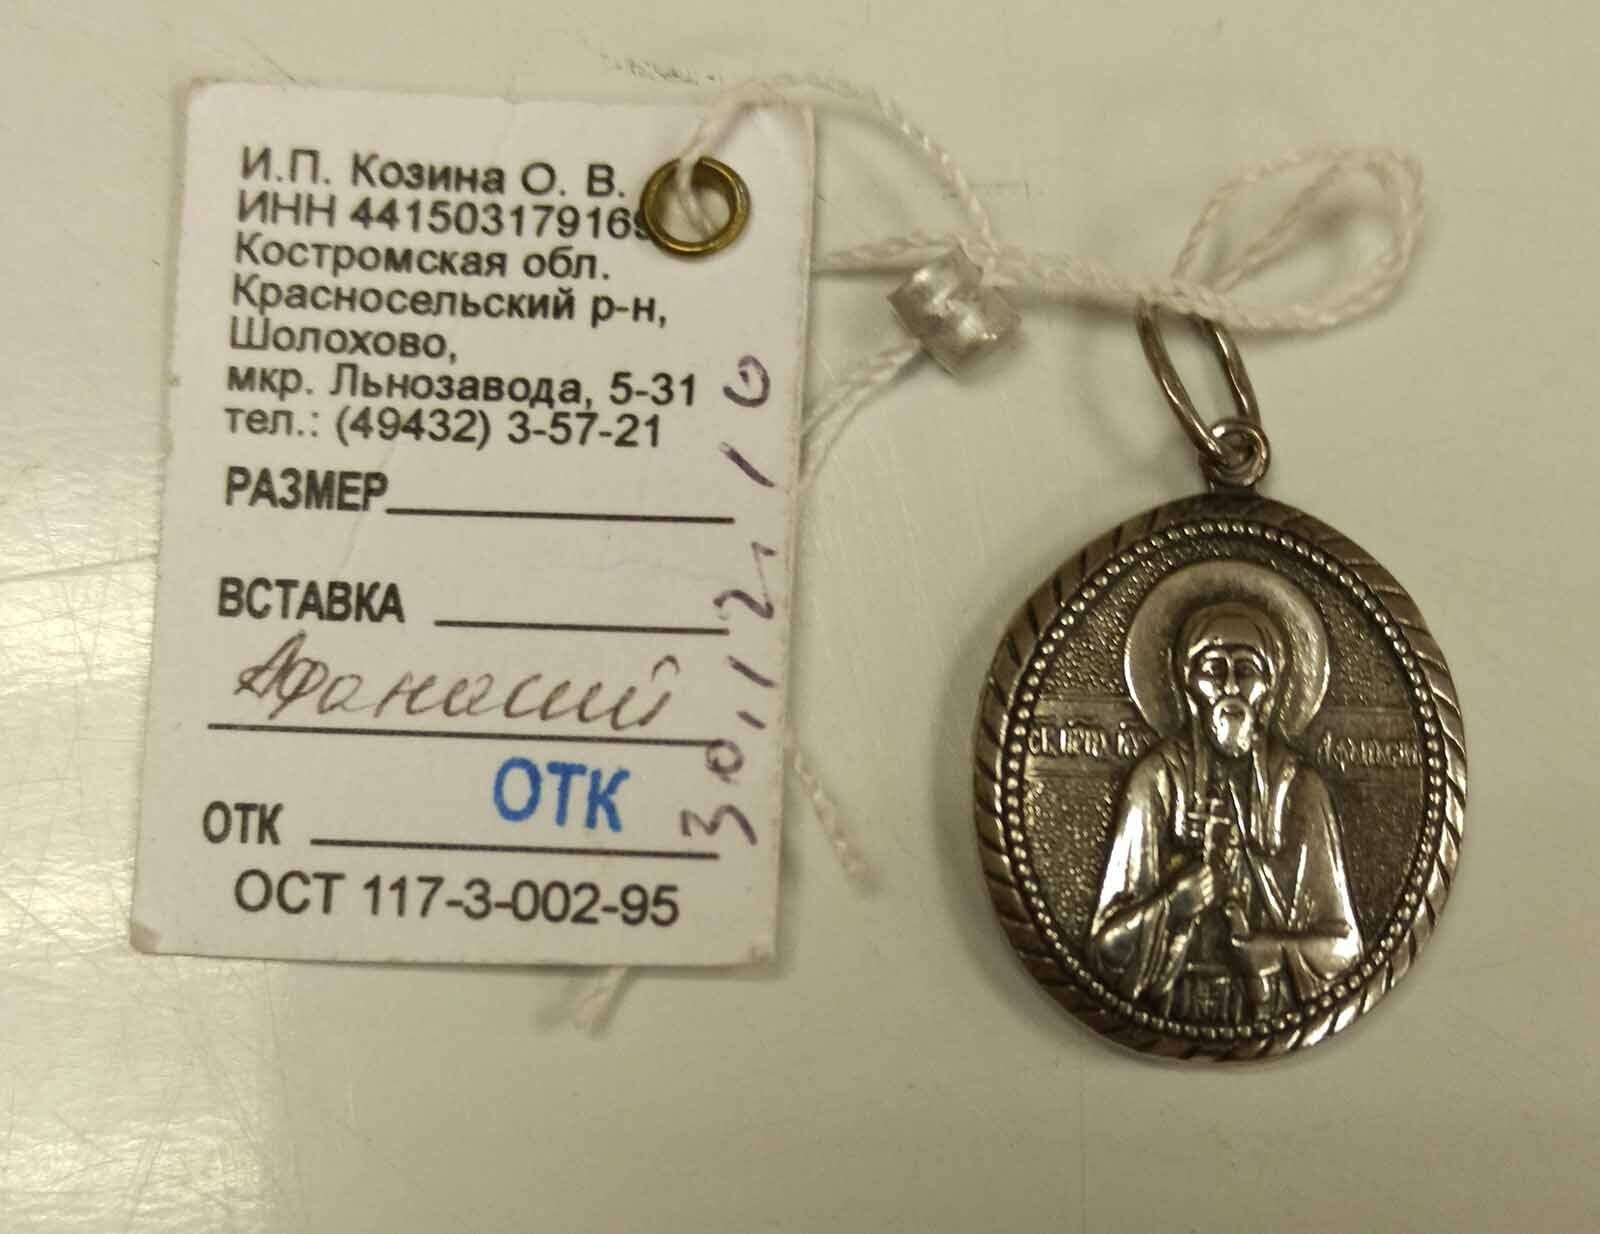 И.П. Козина О. В.
ИНН 441503179169
Костромская обл.
Красносельский р-н,
Шолохово,
мкр. Льнозавода, 5-31
тел.: (49432) 3-57-21
РАЗМЕР
ВСТАВКА
Афанасий
ОТК
ОТК
ОСТ 117-3-002-95